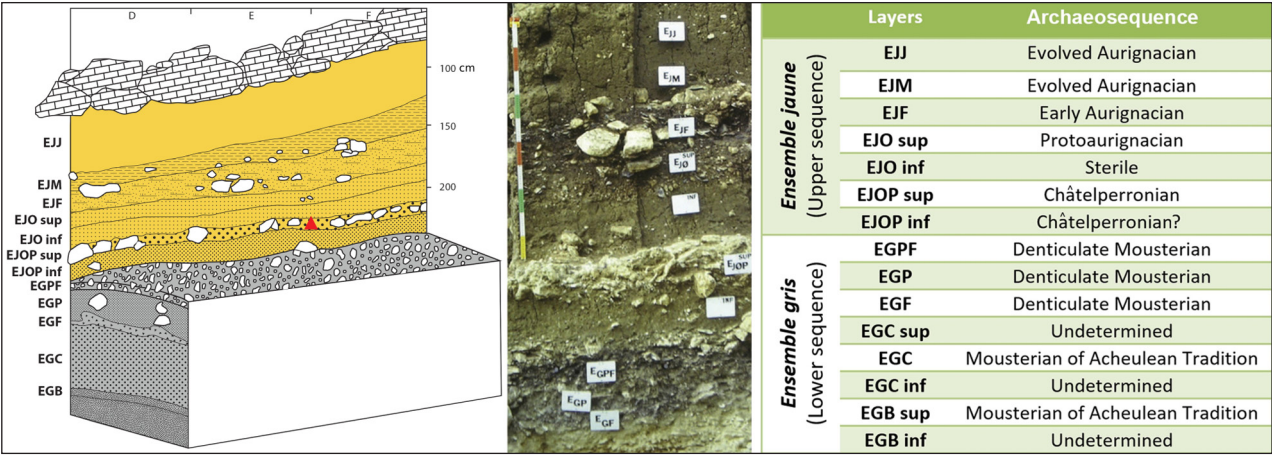 D E F
100 cm
150
200
EJJ
EJM
EJF
EJO sup
EJO inf
EJOP sup
EJOP inf
EGPF
EGP
EGF
EGC
EGB
EJJ
EJM
EJF
EJØ SUP
INF
EJØP SUP
INF
EGPF
EGP
EGF
Layers Archaeosequence
Ensemble jaune
(Upper sequence)
EJJ Evolved Aurignacian
EJM Evolved Aurignacian
EJF Early Aurignacian
EJO sup Protoaurignacian
EJO inf Sterile
EJOP sup Châtelperronian
EJOP inf Châtelperronian?
Ensemble gris
(Lower sequence)
EGPF Denticulate Mousterian
EGP Denticulate Mousterian
EGF Denticulate Mousterian
EGC sup Undetermined
EGC Mousterian of Acheulean Tradition
EGC inf Undetermined
EGB sup Mousterian of Acheulean Tradition
EGB inf Undetermined